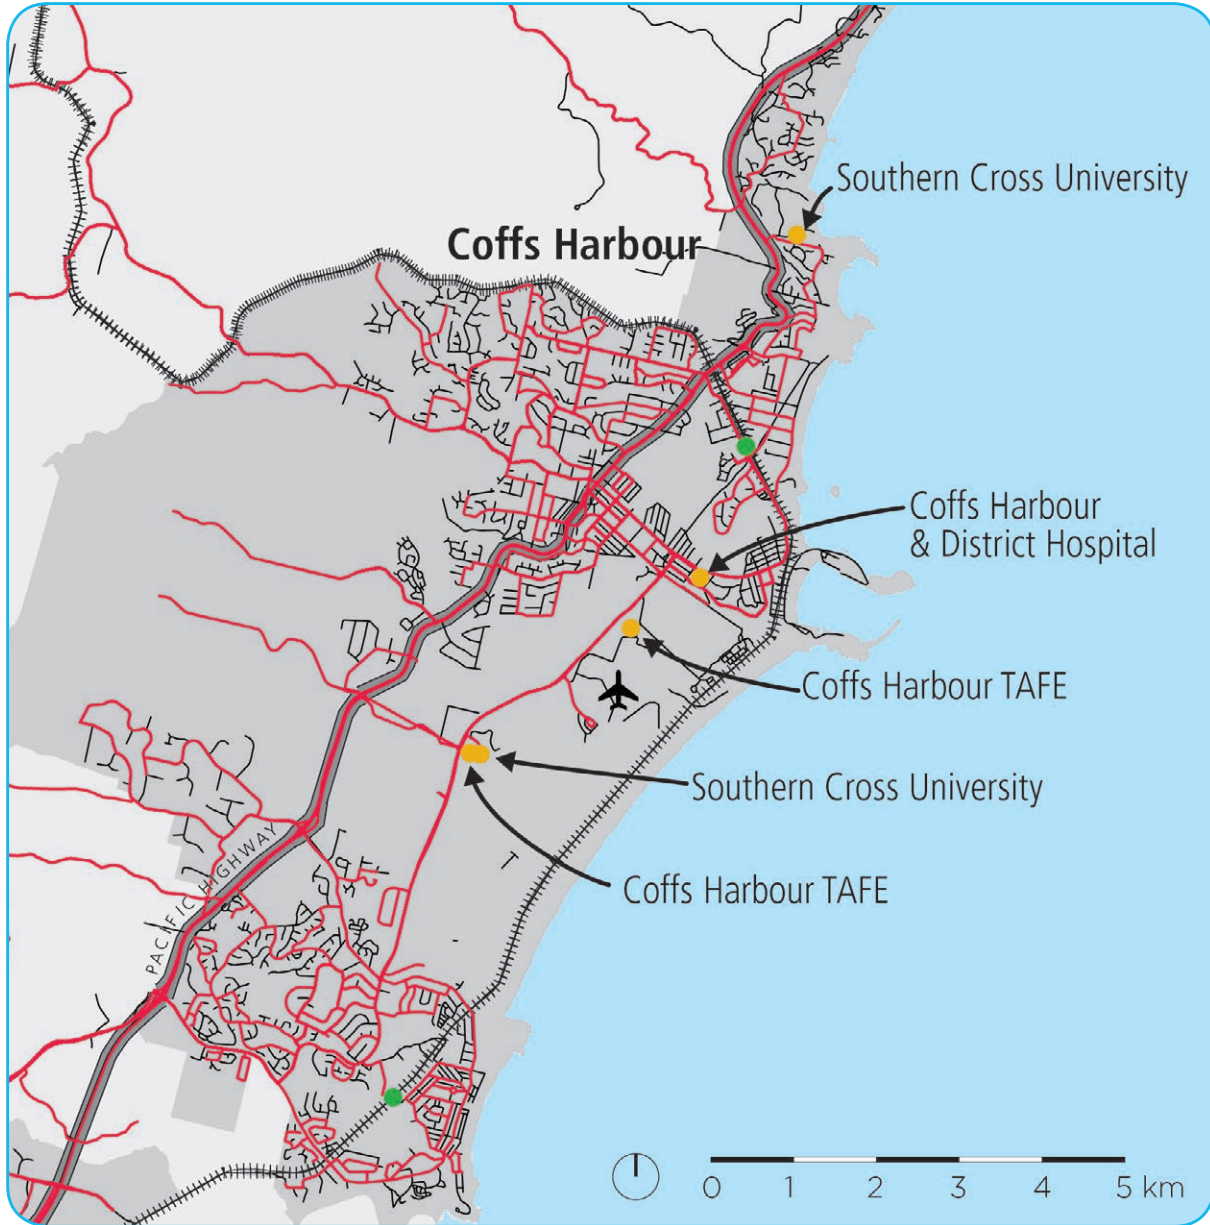 Southern Cross University
Coffs Harbour
Coffs Harbour
& District Hospital
Coffs Harbour TAFE
Southern Cross University
Coffs Harbour TAFE
PACIFIC HIGHWAY
0 1 2 3 4 5 km